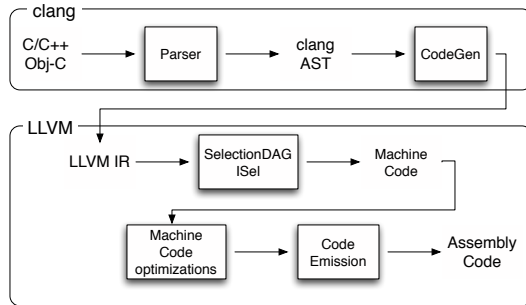 clang
C/C++
Obj-C
Parser
clang
AST
CodeGen
LLVM
LLVM IR
SelectionDAG
ISel
Machine
Code
Machine
Code
optimizations
Code
Emission
Assembly
Code